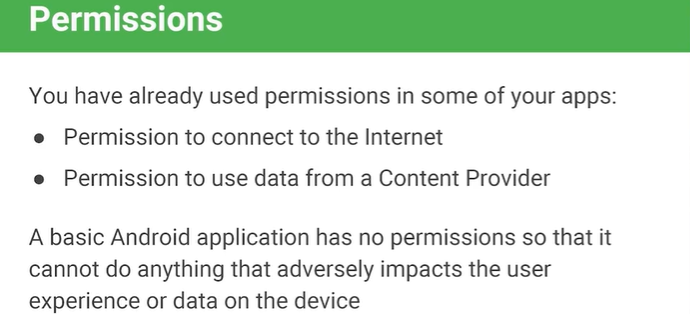 Permissions
You have already used permissions in some of your apps:
● Permission to connect to the Internet
● Permission to use data from a Content Provider
A basic Android application has no permissions so that it
cannot do anything that adversely impacts the user
experience or data on the device